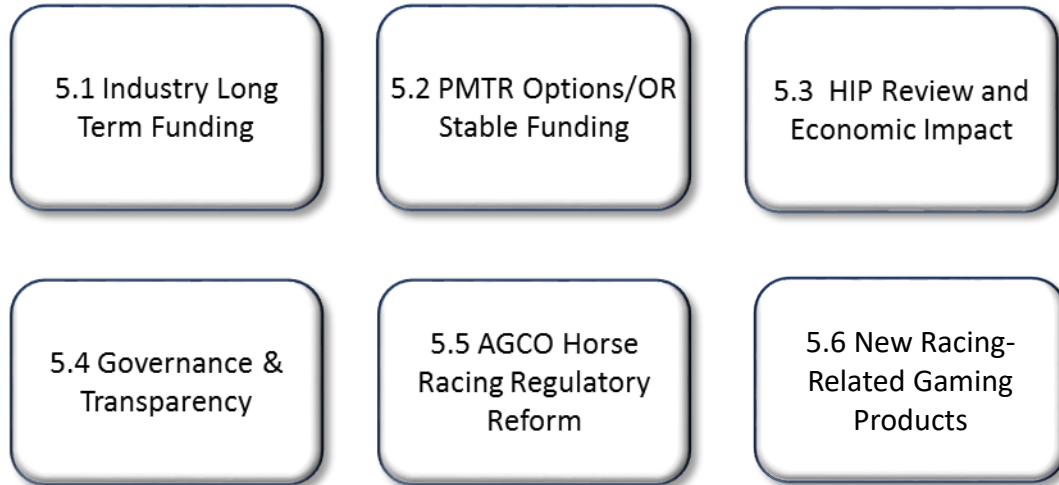 5.1 Industry Long
Term Funding
5.2 PMTR Options/OR
Stable Funding
5.3 HIP Review and
Economic Impact
5.4 Governance &
Transparency
5.5 AGCO Horse
Racing Regulatory
Reform
5.6 New Racing-
Related Gaming
Products